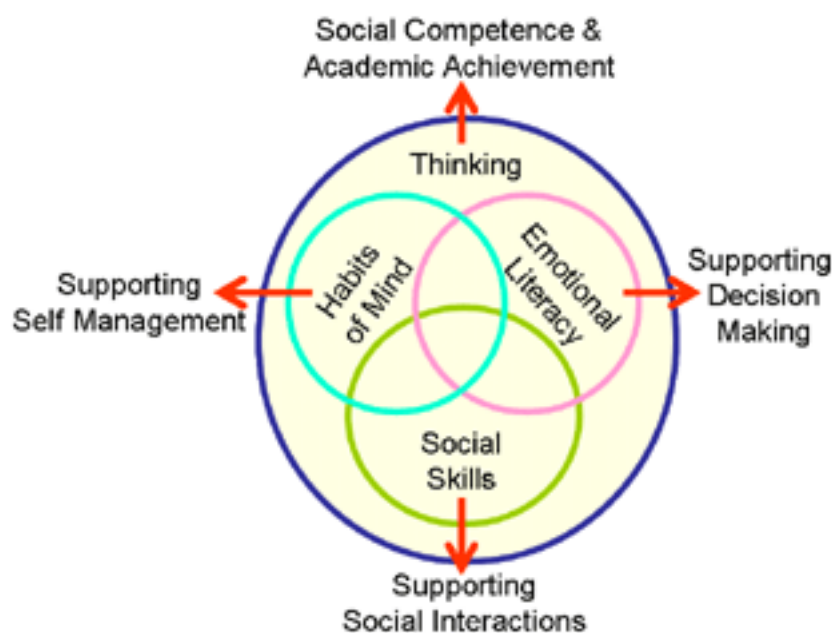 Social Competence &
Academic Achievement
Thinking
Habits
of Mind
Emotional
Literacy
Supporting
Self Management
Supporting
Decision
Making
Social
Skills
Supporting
Social Interactions